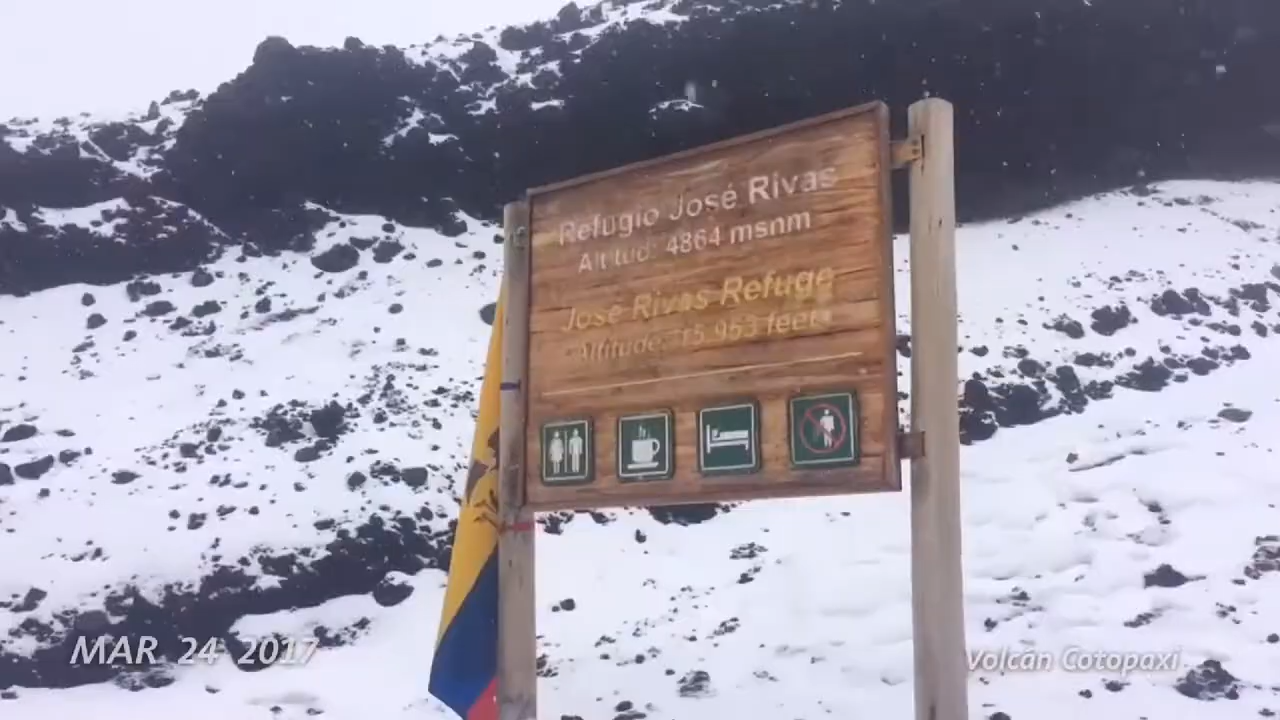 Refugio José Rivas
Altitud: 4864 msnm
José Rivas Refuge
Altitude: 15.953 feet
MAR 24 2017
Volcán Cotopaxi